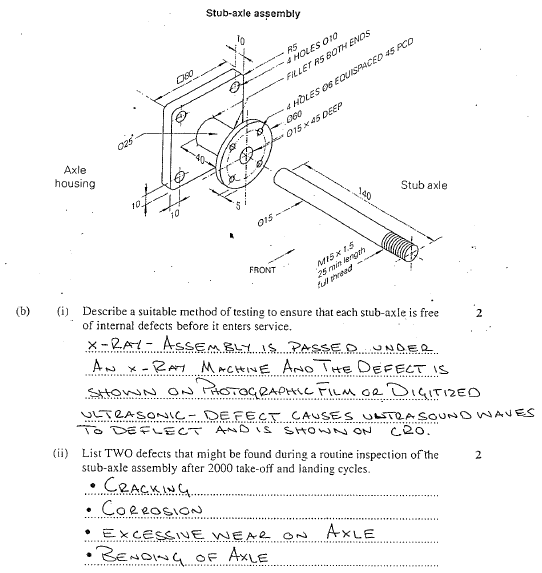 Stub-axle assembly
10
R5
4 HOLES Ø10
FILLET R5 BOTH ENDS
4 HOLES Ø6 EQUISPACED 45 PCD
Ø60
Ø15 X 45 DEEP
□80
Ø25
40
Axle
housing
10
10
5
140
Stub axle
Ø15
M15 x 1.5
25 min length
full thread
FRONT
(b) (i) Describe a suitable method of testing to ensure that each stub-axle is free 2
of internal defects before it enters service.
X-RAY - ASSEMBLY IS PASSED UNDER
AN X-RAY MACHINE AND THE DEFECT IS
SHOWN ON PHOTOGRAPHIC FILM OR DIGITIZED
ULTRASONIC - DEFECT CAUSES ULTRASOUND WAVES
TO DEFLECT AND IS SHOWN ON CRO.
(ii) List TWO defects that might be found during a routine inspection of the 2
stub-axle assembly after 2000 take-off and landing cycles.
• CRACKING
• CORROSION
• EXCESSIVE WEAR ON AXLE
• BENDING OF AXLE